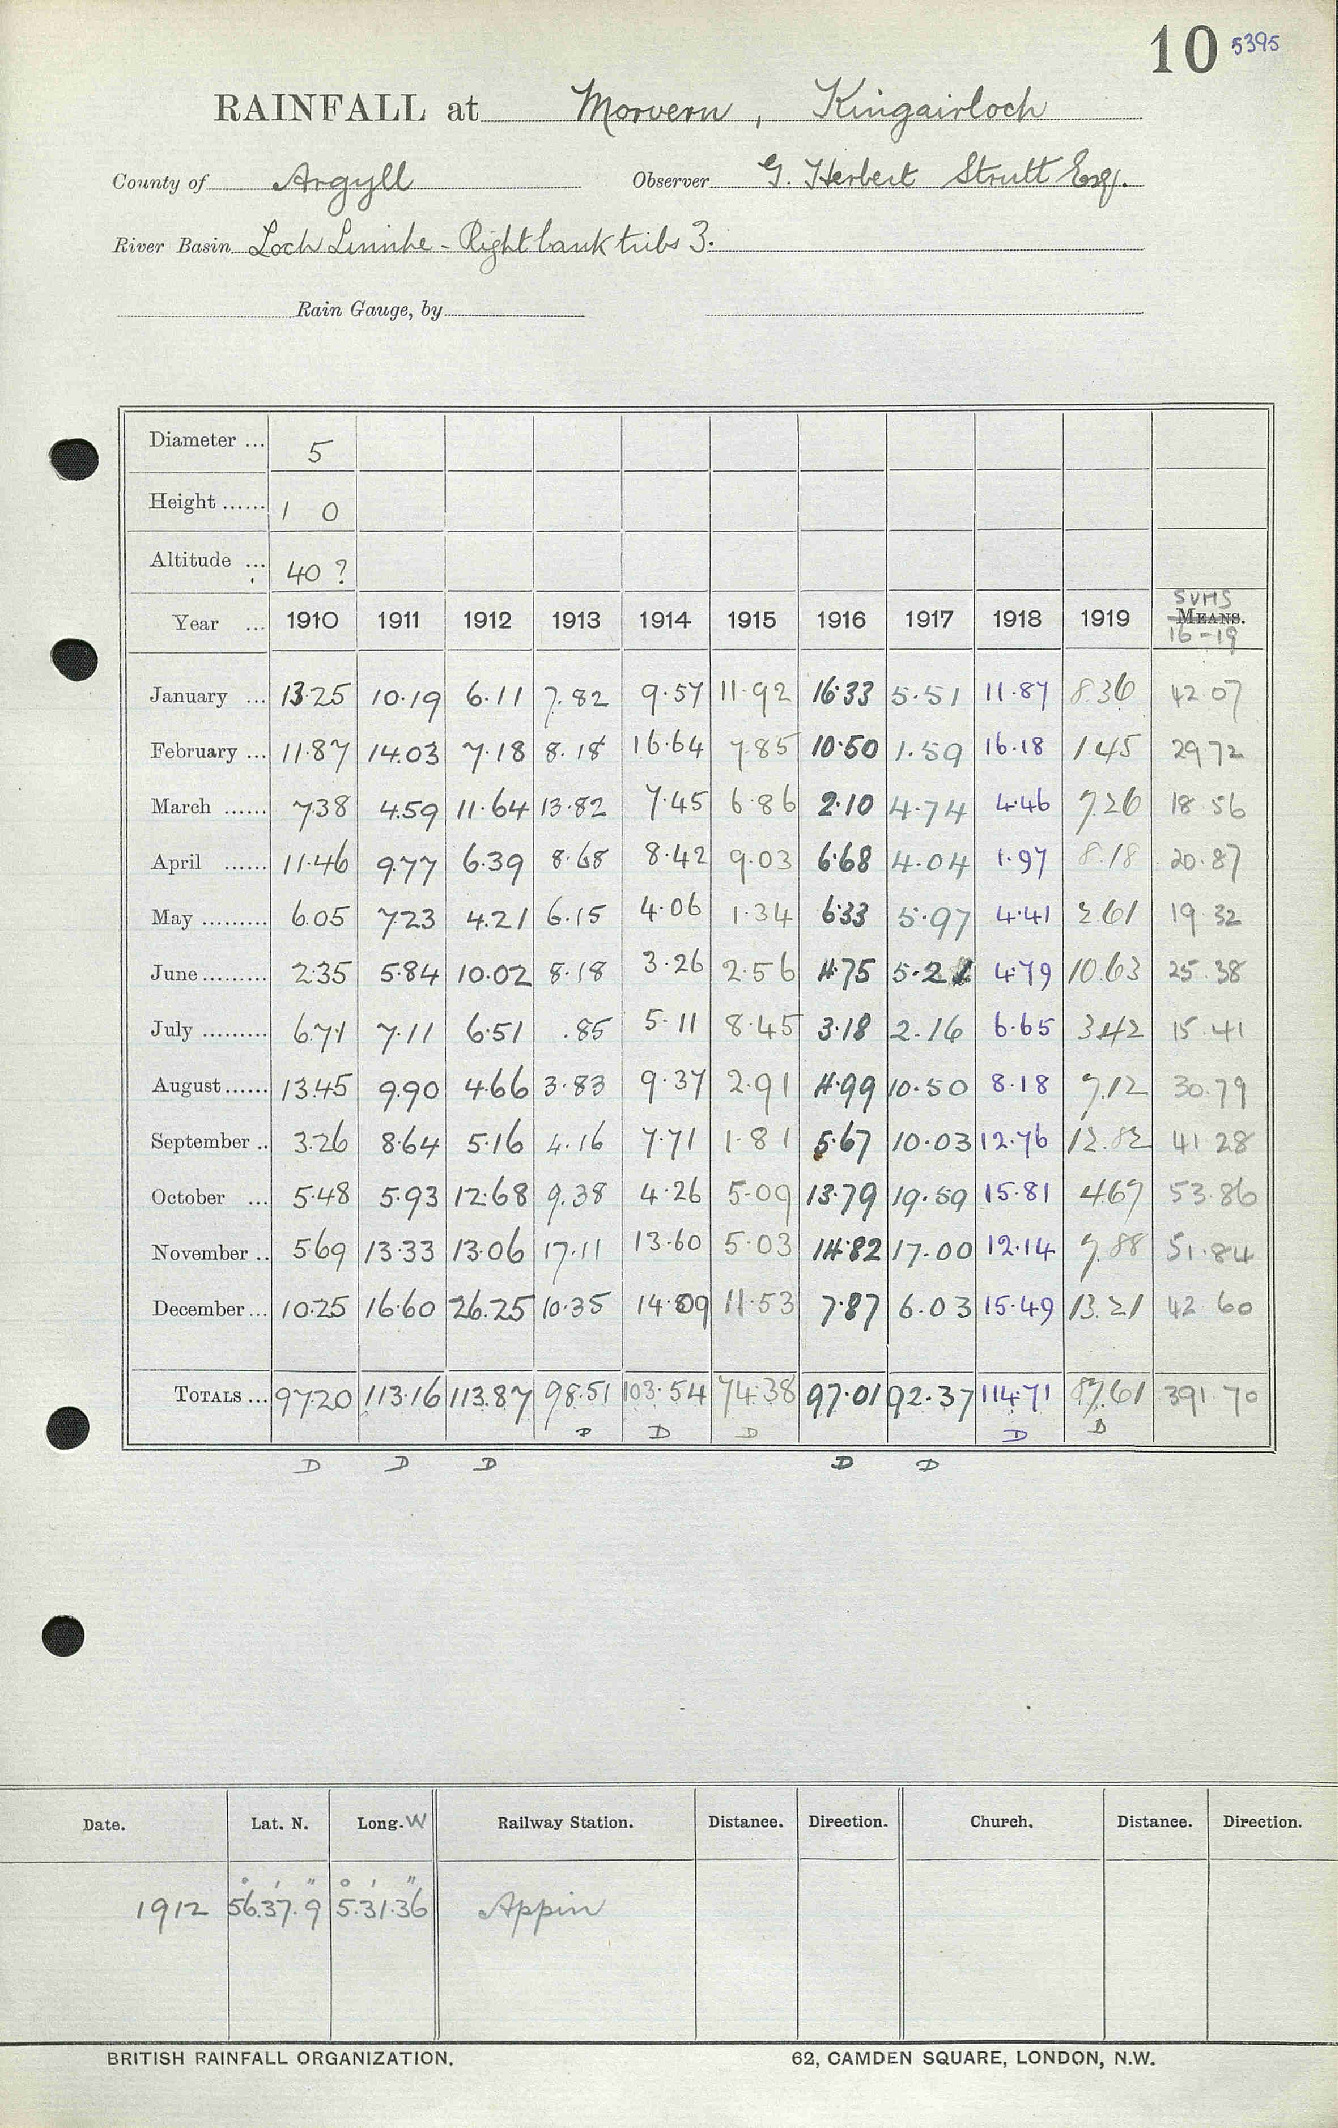 10 5395
RAINFALL at Morvern, Kingairloch
County of Argyll Observer G. Herbert Strutt Esq.
River Basin Loch Linnhe - Right bank tribs 3.
Rain Gauge, by
Diameter ... 5
Height ...... 1 0
Altitude ... 40 ?
SUMS
Year ... 1910 1911 1912 1913 1914 1915 1916 1917 1918 1919 MEANS.
16-19
January ... 13.25 10.19 6.11 7.82 9.57 11.92 16.33 5.51 11.87 8.36 42.07
February ... 11.87 14.03 7.18 8.18 16.64 7.85 10.50 1.59 16.18 1.45 29.72
March ...... 7.38 4.59 11.64 13.82 7.45 6.86 2.10 4.74 4.46 7.26 18.56
April ...... 11.46 9.77 6.39 8.68 8.42 9.03 6.68 4.04 1.97 8.18 20.87
May ......... 6.05 7.23 4.21 6.15 4.06 1.34 6.33 5.97 4.41 2.61 19.32
June ......... 2.35 5.84 10.02 8.18 3.26 2.56 4.75 5.21 4.79 10.63 25.38
July ......... 6.71 7.11 6.51 .85 5.11 8.45 3.18 2.16 6.65 3.42 15.41
August ...... 13.45 9.90 4.66 3.83 9.37 2.91 4.99 10.50 8.18 7.12 30.79
September .. 3.26 8.64 5.16 4.16 7.71 1.81 5.67 10.03 12.76 12.82 41.28
October ... 5.48 5.93 12.68 9.38 4.26 5.09 13.79 19.59 15.81 4.67 53.86
November .. 5.69 13.33 13.06 17.11 13.60 5.03 14.82 17.00 12.14 7.88 51.84
December ... 10.25 16.60 26.25 10.35 14.09 11.53 7.87 6.03 15.49 13.21 42.60
TOTALS ... 97.20 113.16 113.87 98.51 103.54 74.38 97.01 92.37 114.71 87.61 391.70
D D D D D
D D D D D
Date. Lat. N. Long. W Railway Station. Distance. Direction. Church. Distance. Direction.
° ' " ° ' "
1912 56.37.9 5.31.36 Appin
BRITISH RAINFALL ORGANIZATION. 62, CAMDEN SQUARE, LONDON, N.W.